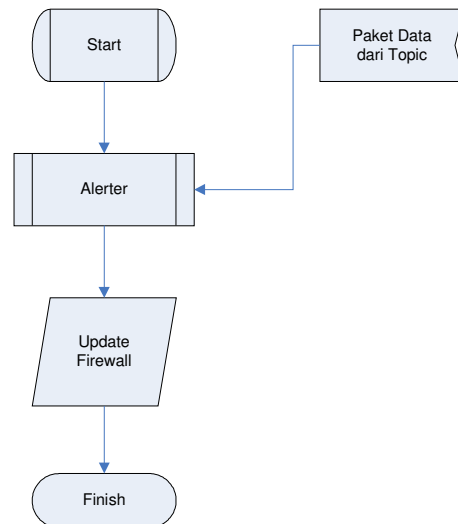 Start
Paket Data
dari Topic
Alerter
Update
Firewall
Finish